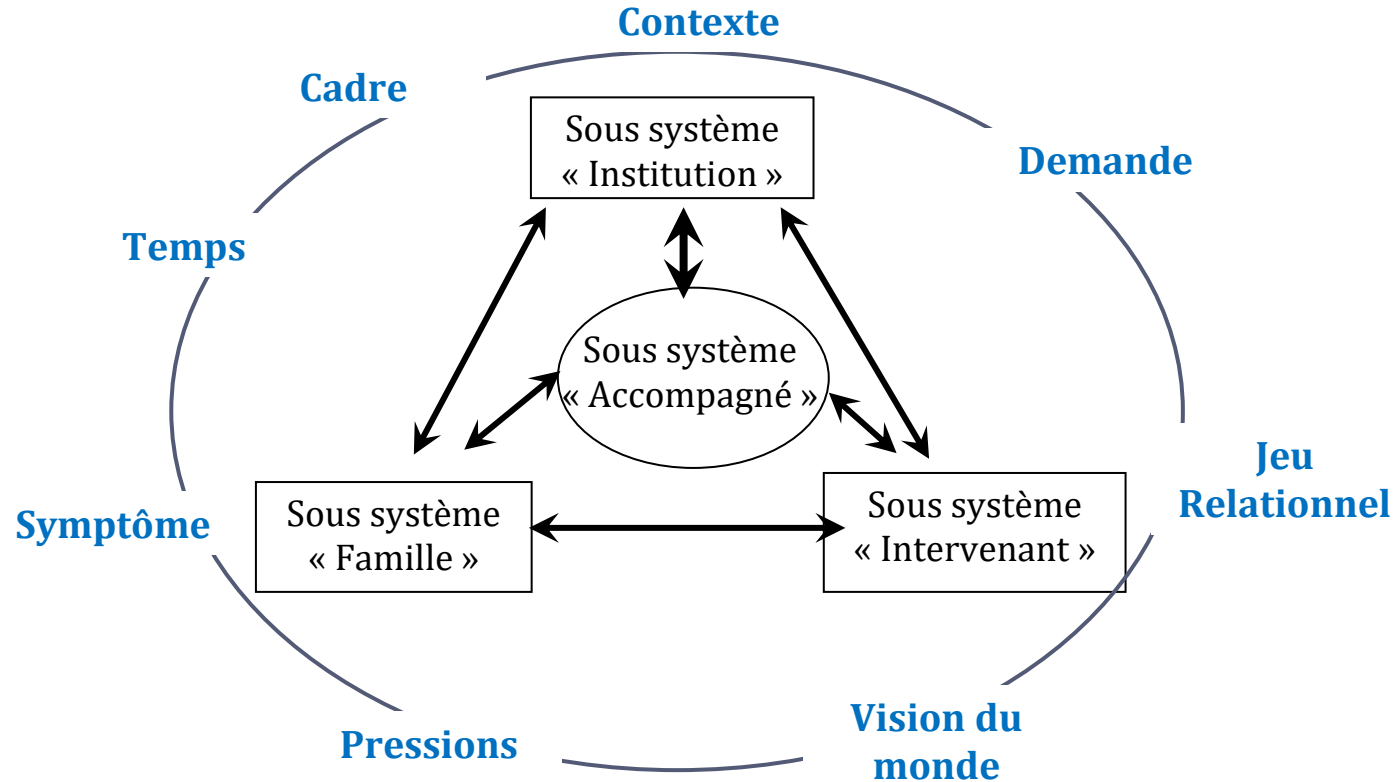 Contexte
Cadre
Sous système
« Institution »
Demande
Temps
Sous système
« Accompagné »
Jeu
Relationnel
Symptôme
Sous système
« Famille »
Sous système
« Intervenant »
Pressions
Vision du
monde